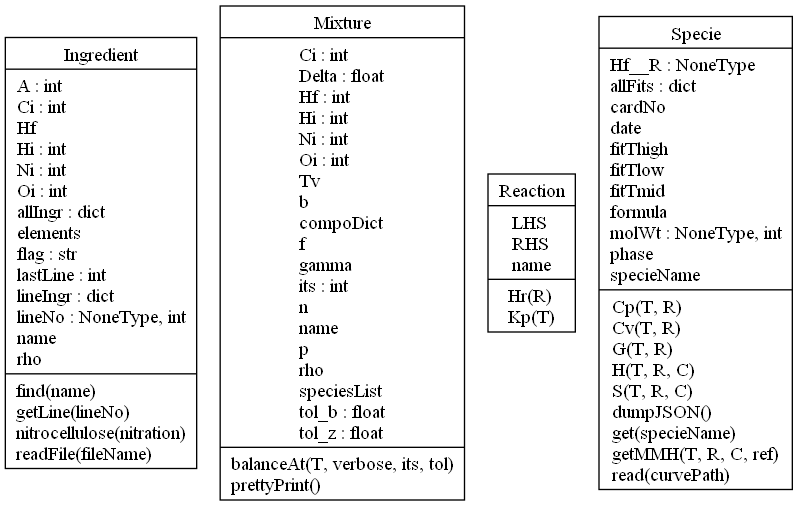 Ingredient
A : int
Ci : int
Hf
Hi : int
Ni : int
Oi : int
allIngr : dict
elements
flag : str
lastLine : int
lineIngr : dict
lineNo : NoneType, int
name
rho
find(name)
getLine(lineNo)
nitrocellulose(nitration)
readFile(fileName)
Mixture
Ci : int
Delta : float
Hf : int
Hi : int
Ni : int
Oi : int
Tv
b
compoDict
f
gamma
its : int
n
name
p
rho
speciesList
tol_b : float
tol_z : float
balanceAt(T, verbose, its, tol)
prettyPrint()
Reaction
LHS
RHS
name
Hr(R)
Kp(T)
Specie
Hf__R : NoneType
allFits : dict
cardNo
date
fitThigh
fitTlow
fitTmid
formula
molWt : NoneType, int
phase
specieName
Cp(T, R)
Cv(T, R)
G(T, R)
H(T, R, C)
S(T, R, C)
dumpJSON()
get(specieName)
getMMH(T, R, C, ref)
read(curvePath)